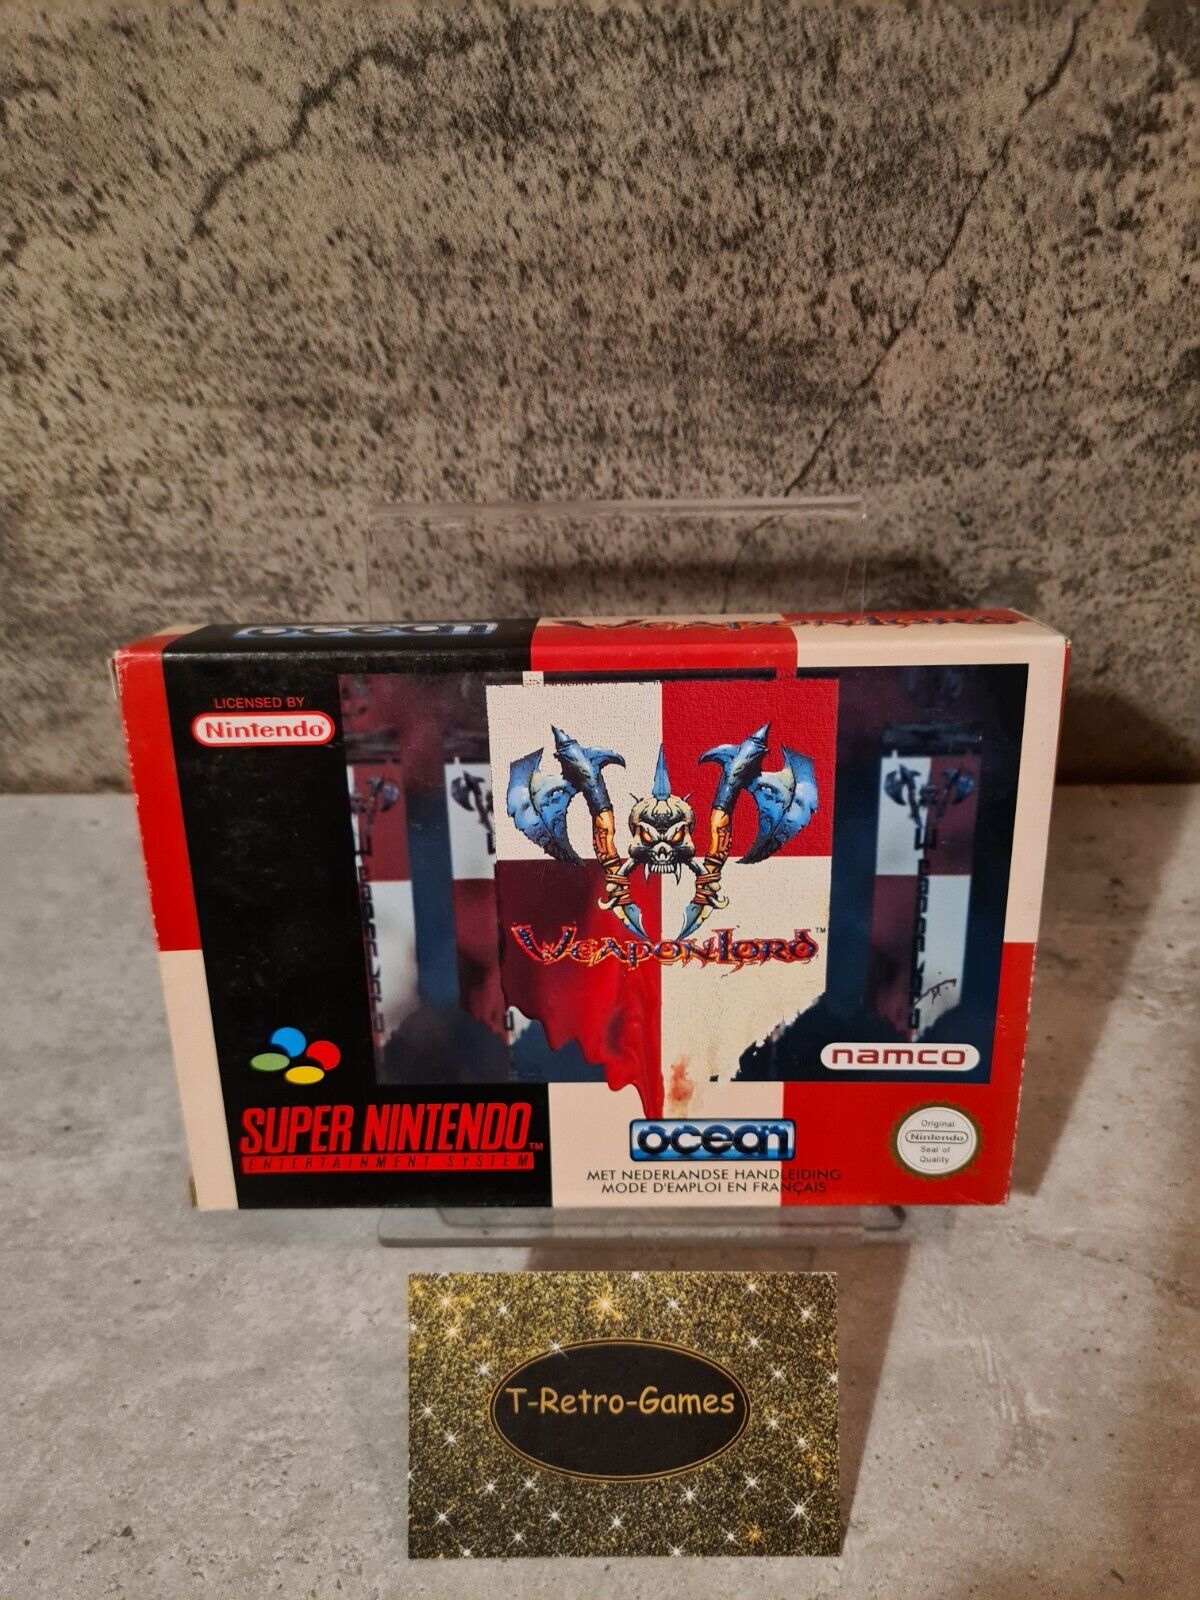 ocean
WEAPONLORD
LICENSED BY
Nintendo®
WEAPONLORD™
namco
SUPER NINTENDO™
ENTERTAINMENT SYSTEM
ocean
MET NEDERLANDSE HANDLEIDING
MODE D'EMPLOI EN FRANÇAIS
Original
Nintendo
Seal of
Quality
T-Retro-Games